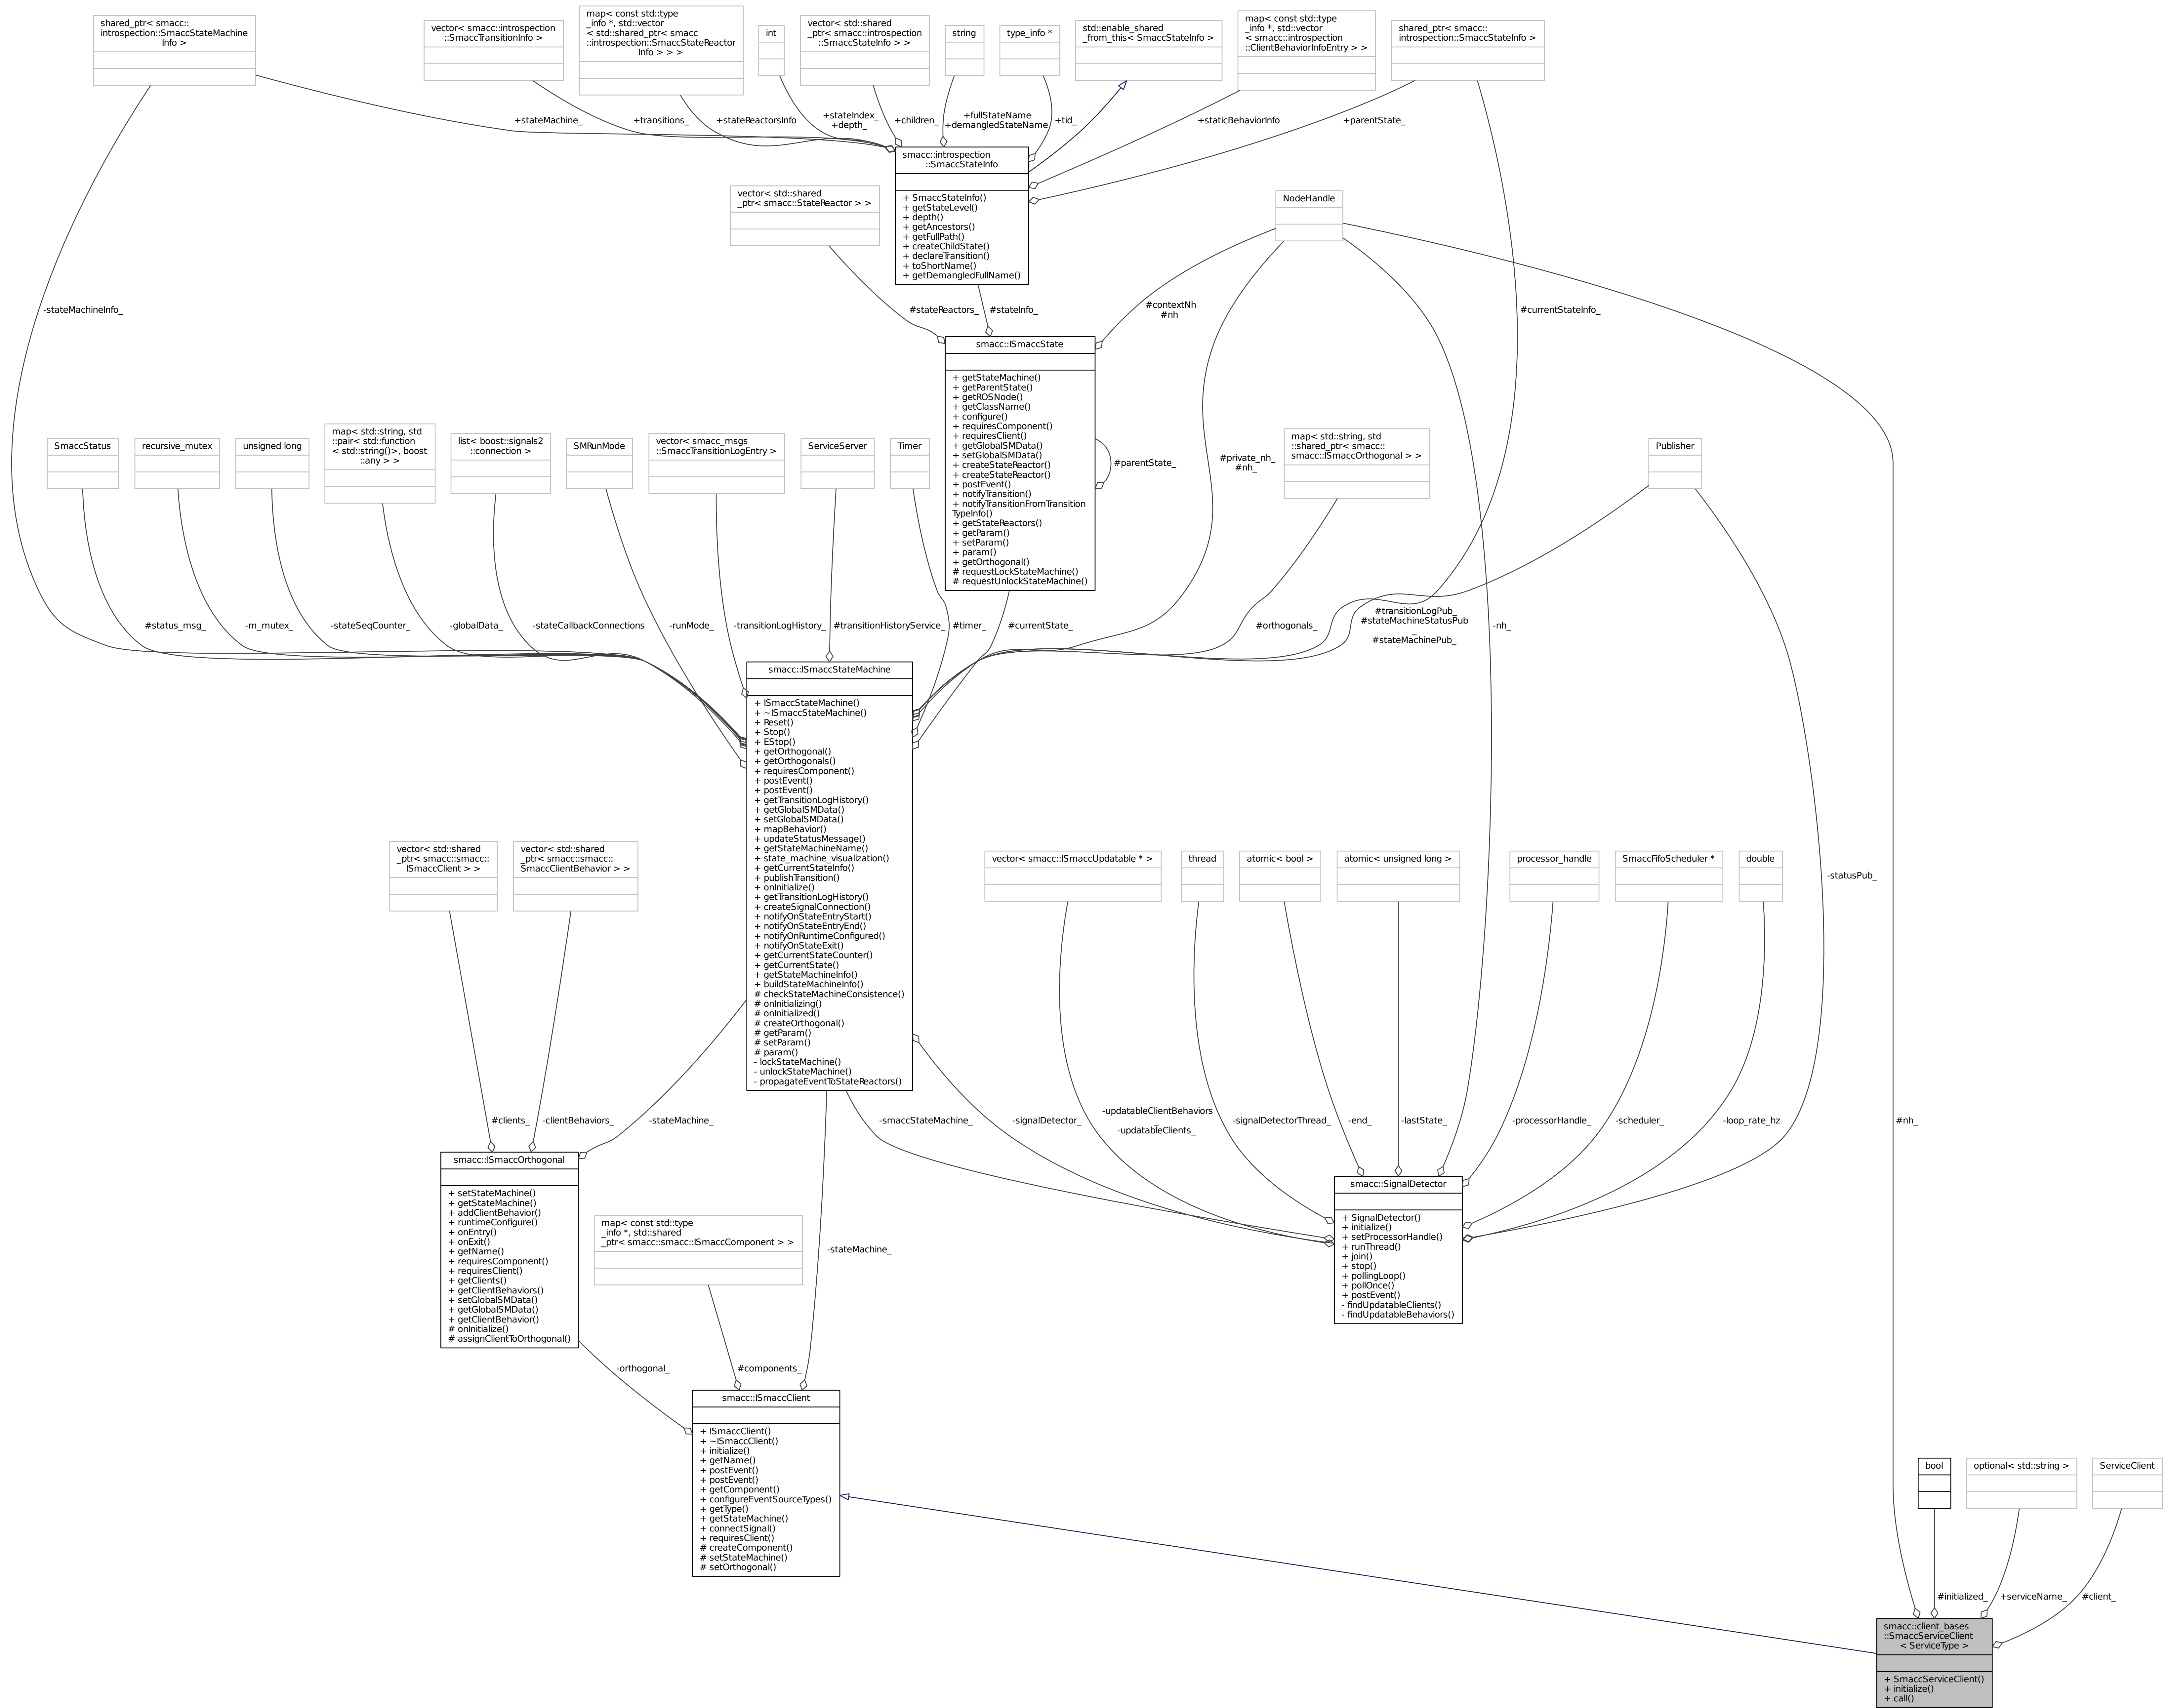 shared_ptr< smacc::
introspection::SmaccStateMachine
Info >
vector< smacc::introspection
::SmaccTransitionInfo >
map< const std::type
_info *, std::vector
< std::shared_ptr< smacc
::introspection::SmaccStateReactor
Info > > >
int
vector< std::shared
_ptr< smacc::introspection
::SmaccStateInfo > >
string
type_info *
std::enable_shared
_from_this< SmaccStateInfo >
map< const std::type
_info *, std::vector
< smacc::introspection
::ClientBehaviorInfoEntry > >
shared_ptr< smacc::
introspection::SmaccStateInfo >
+stateMachine_
+transitions_
+stateReactorsInfo
+stateIndex_
+depth_
+children_
+fullStateName
+demangledStateName
+tid_
+staticBehaviorInfo
+parentState_
smacc::introspection
::SmaccStateInfo
+ SmaccStateInfo()
+ getStateLevel()
+ depth()
+ getAncestors()
+ getFullPath()
+ createChildState()
+ declareTransition()
+ toShortName()
+ getDemangledFullName()
vector< std::shared
_ptr< smacc::StateReactor > >
NodeHandle
-stateMachineInfo_
#stateReactors_
#stateInfo_
#contextNh
#nh
#currentStateInfo_
smacc::ISmaccState
+ getStateMachine()
+ getParentState()
+ getROSNode()
+ getClassName()
+ configure()
+ requiresComponent()
+ requiresClient()
+ getGlobalSMData()
+ setGlobalSMData()
+ createStateReactor()
+ createStateReactor()
+ postEvent()
+ notifyTransition()
+ notifyTransitionFromTransition
TypeInfo()
+ getStateReactors()
+ getParam()
+ setParam()
+ param()
+ getOrthogonal()
# requestLockStateMachine()
# requestUnlockStateMachine()
#parentState_
#private_nh_
#nh_
SmaccStatus
recursive_mutex
unsigned long
map< std::string, std
::pair< std::function
< std::string()>, boost
::any > >
list< boost::signals2
::connection >
SMRunMode
vector< smacc_msgs
::SmaccTransitionLogEntry >
ServiceServer
Timer
map< std::string, std
::shared_ptr< smacc::
smacc::ISmaccOrthogonal > >
Publisher
#status_msg_
-m_mutex_
-stateSeqCounter_
-globalData_
-stateCallbackConnections
-runMode_
-transitionLogHistory_
#transitionHistoryService_
#timer_
#currentState_
#orthogonals_
#transitionLogPub_
#stateMachineStatusPub
_
#stateMachinePub_
-nh_
smacc::ISmaccStateMachine
+ ISmaccStateMachine()
+ ~ISmaccStateMachine()
+ Reset()
+ Stop()
+ EStop()
+ getOrthogonal()
+ getOrthogonals()
+ requiresComponent()
+ postEvent()
+ postEvent()
+ getTransitionLogHistory()
+ getGlobalSMData()
+ setGlobalSMData()
+ mapBehavior()
+ updateStatusMessage()
+ getStateMachineName()
+ state_machine_visualization()
+ getCurrentStateInfo()
+ publishTransition()
+ onInitialize()
+ getTransitionLogHistory()
+ createSignalConnection()
+ notifyOnStateEntryStart()
+ notifyOnStateEntryEnd()
+ notifyOnRuntimeConfigured()
+ notifyOnStateExit()
+ getCurrentStateCounter()
+ getCurrentState()
+ getStateMachineInfo()
+ buildStateMachineInfo()
# checkStateMachineConsistence()
# onInitializing()
# onInitialized()
# createOrthogonal()
# getParam()
# setParam()
# param()
- lockStateMachine()
- unlockStateMachine()
- propagateEventToStateReactors()
vector< std::shared
_ptr< smacc::smacc::
ISmaccClient > >
vector< std::shared
_ptr< smacc::smacc::
SmaccClientBehavior > >
vector< smacc::ISmaccUpdatable * >
thread
atomic< bool >
atomic< unsigned long >
processor_handle
SmaccFifoScheduler *
double
-statusPub_
#clients_
-clientBehaviors_
-stateMachine_
-smaccStateMachine_
-signalDetector_
-updatableClientBehaviors
_
-updatableClients_
-signalDetectorThread_
-end_
-lastState_
-processorHandle_
-scheduler_
-loop_rate_hz
#nh_
smacc::ISmaccOrthogonal
+ setStateMachine()
+ getStateMachine()
+ addClientBehavior()
+ runtimeConfigure()
+ onEntry()
+ onExit()
+ getName()
+ requiresComponent()
+ requiresClient()
+ getClients()
+ getClientBehaviors()
+ setGlobalSMData()
+ getGlobalSMData()
+ getClientBehavior()
# onInitialize()
# assignClientToOrthogonal()
smacc::SignalDetector
+ SignalDetector()
+ initialize()
+ setProcessorHandle()
+ runThread()
+ join()
+ stop()
+ pollingLoop()
+ pollOnce()
+ postEvent()
- findUpdatableClients()
- findUpdatableBehaviors()
map< const std::type
_info *, std::shared
_ptr< smacc::smacc::ISmaccComponent > >
-stateMachine_
-orthogonal_
#components_
smacc::ISmaccClient
+ ISmaccClient()
+ ~ISmaccClient()
+ initialize()
+ getName()
+ postEvent()
+ postEvent()
+ getComponent()
+ configureEventSourceTypes()
+ getType()
+ getStateMachine()
+ connectSignal()
+ requiresClient()
# createComponent()
# setStateMachine()
# setOrthogonal()
bool
optional< std::string >
ServiceClient
#initialized_
+serviceName_
#client_
smacc::client_bases
::SmaccServiceClient
< ServiceType >
+ SmaccServiceClient()
+ initialize()
+ call()